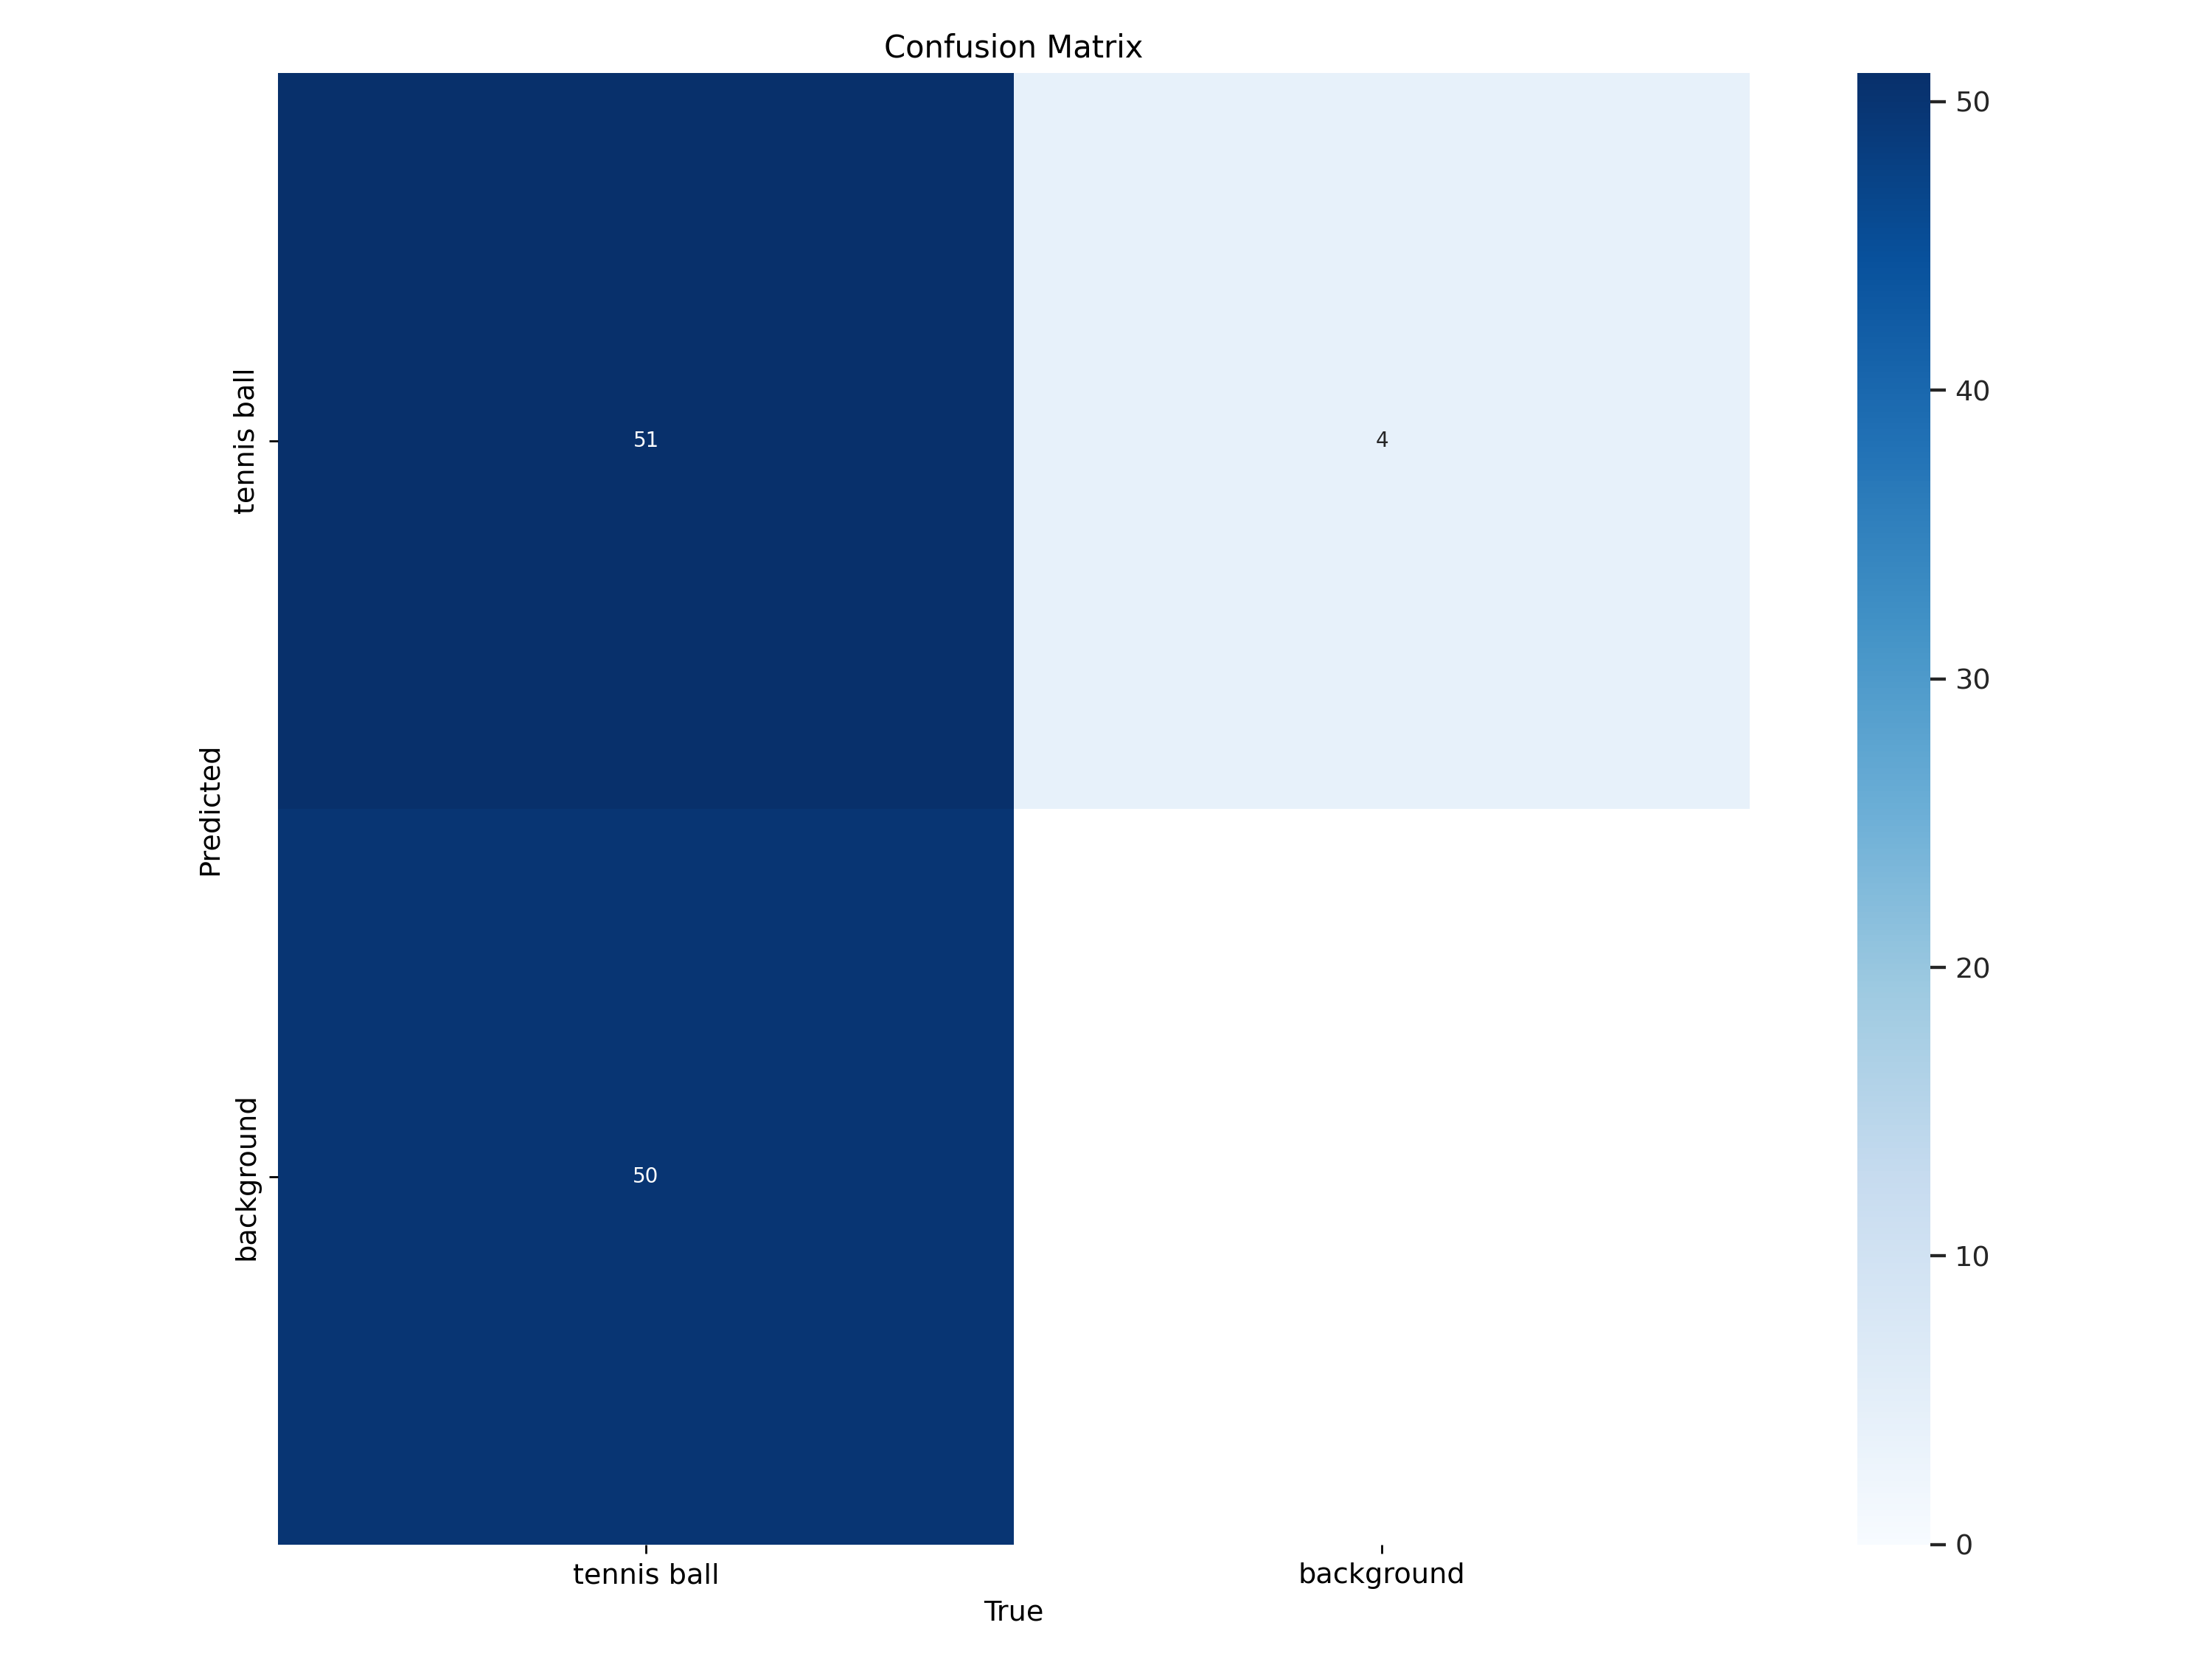 Confusion Matrix
tennis ball
background
Predicted
51
4
50
tennis ball
background
True
50
40
30
20
10
0